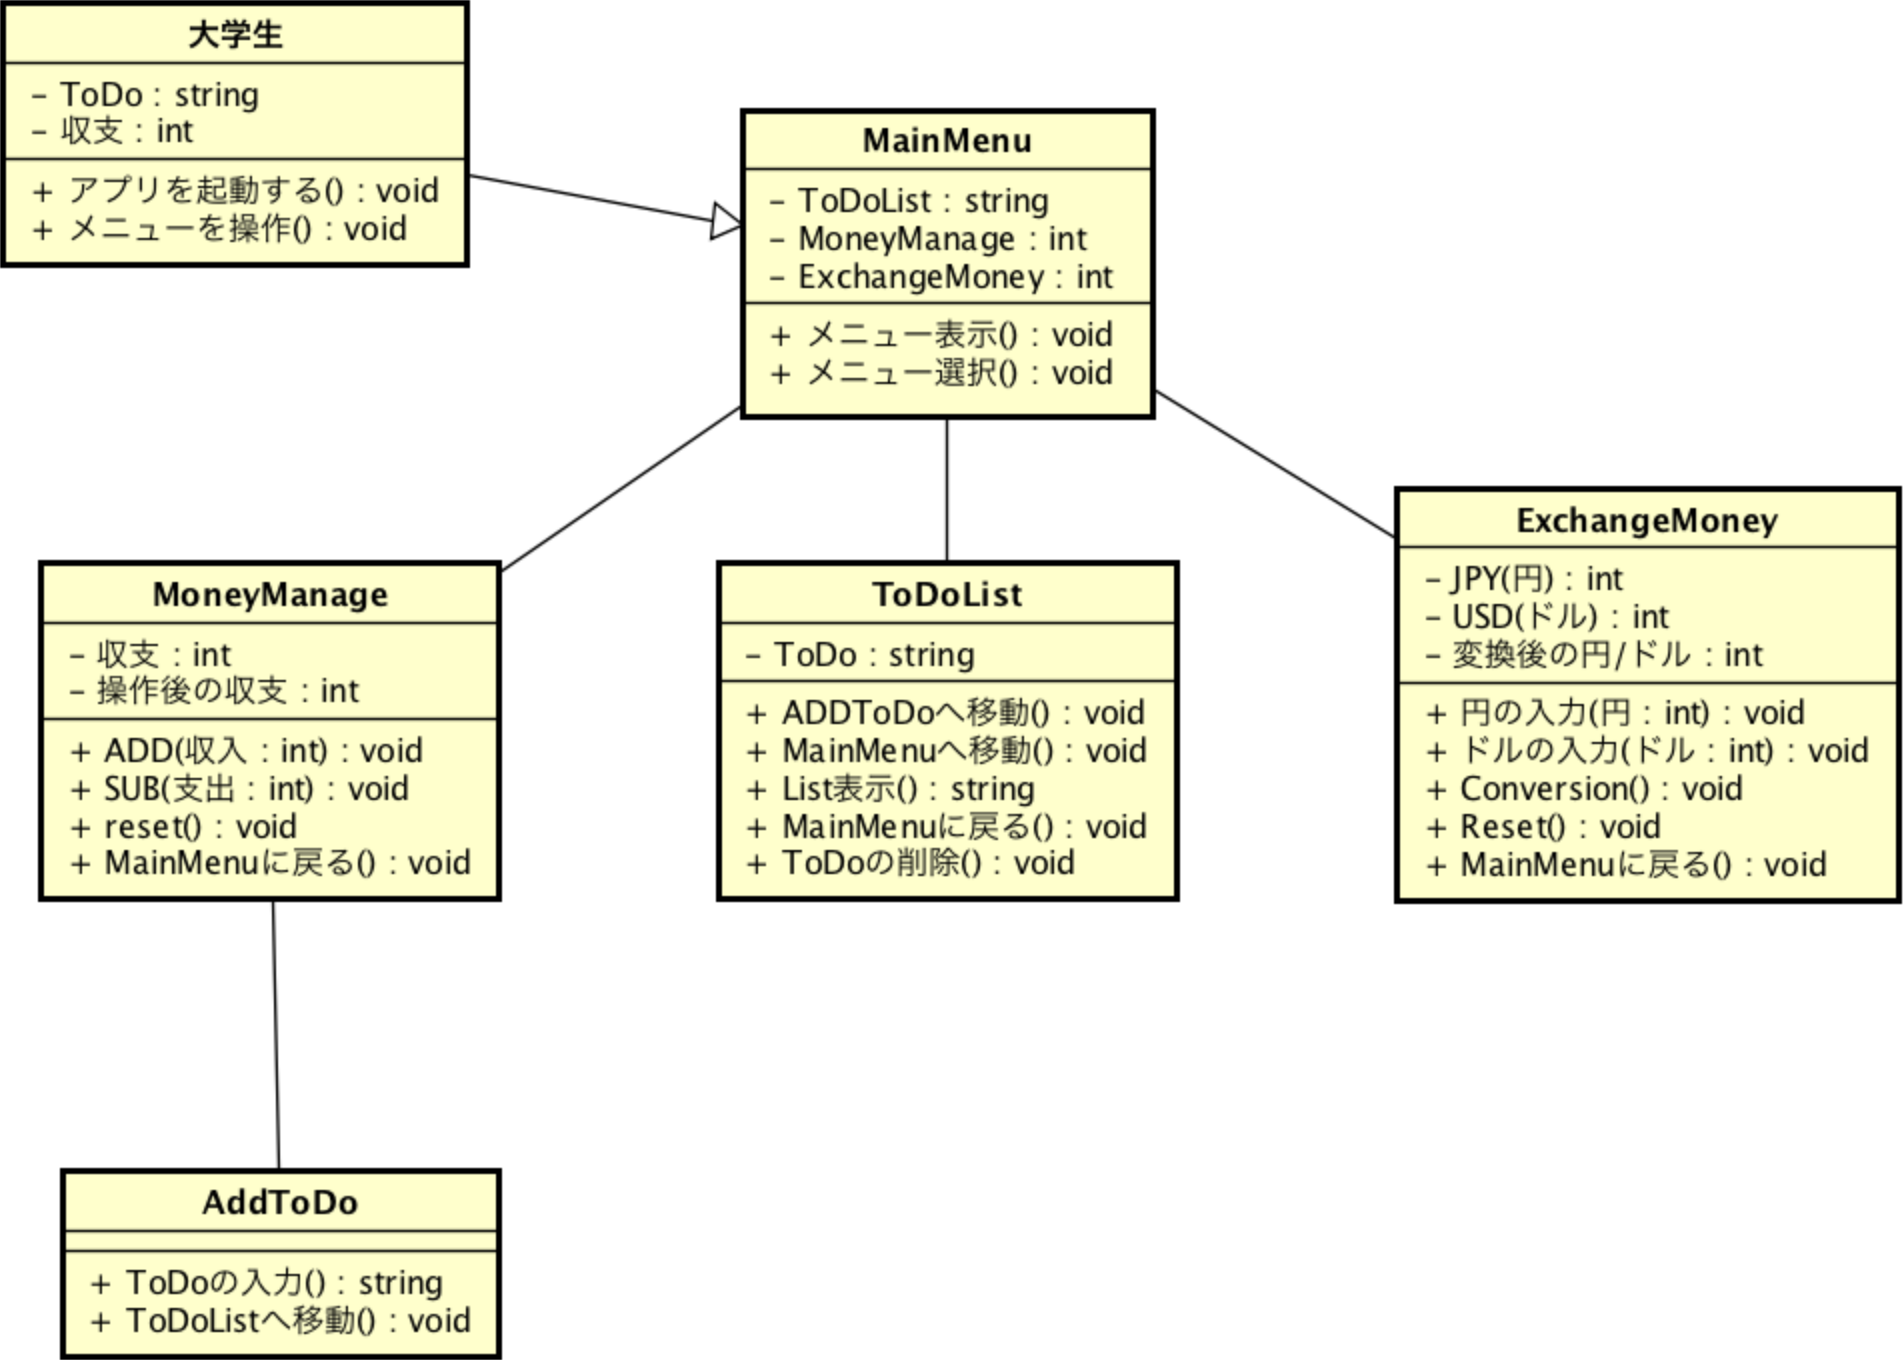 大学生
– ToDo : string
– 収支 : int
+ アプリを起動する() : void
+ メニューを操作() : void
MainMenu
– ToDoList : string
– MoneyManage : int
– ExchangeMoney : int
+ メニュー表示() : void
+ メニュー選択() : void
MoneyManage
– 収支 : int
– 操作後の収支 : int
+ ADD(収入 : int) : void
+ SUB(支出 : int) : void
+ reset() : void
+ MainMenuに戻る() : void
ToDoList
– ToDo : string
+ ADDToDoへ移動() : void
+ MainMenuへ移動() : void
+ List表示() : string
+ MainMenuに戻る() : void
+ ToDoの削除() : void
ExchangeMoney
– JPY(円) : int
– USD(ドル) : int
– 変換後の円/ドル : int
+ 円の入力(円 : int) : void
+ ドルの入力(ドル : int) : void
+ Conversion() : void
+ Reset() : void
+ MainMenuに戻る() : void
AddToDo
+ ToDoの入力() : string
+ ToDoListへ移動() : void